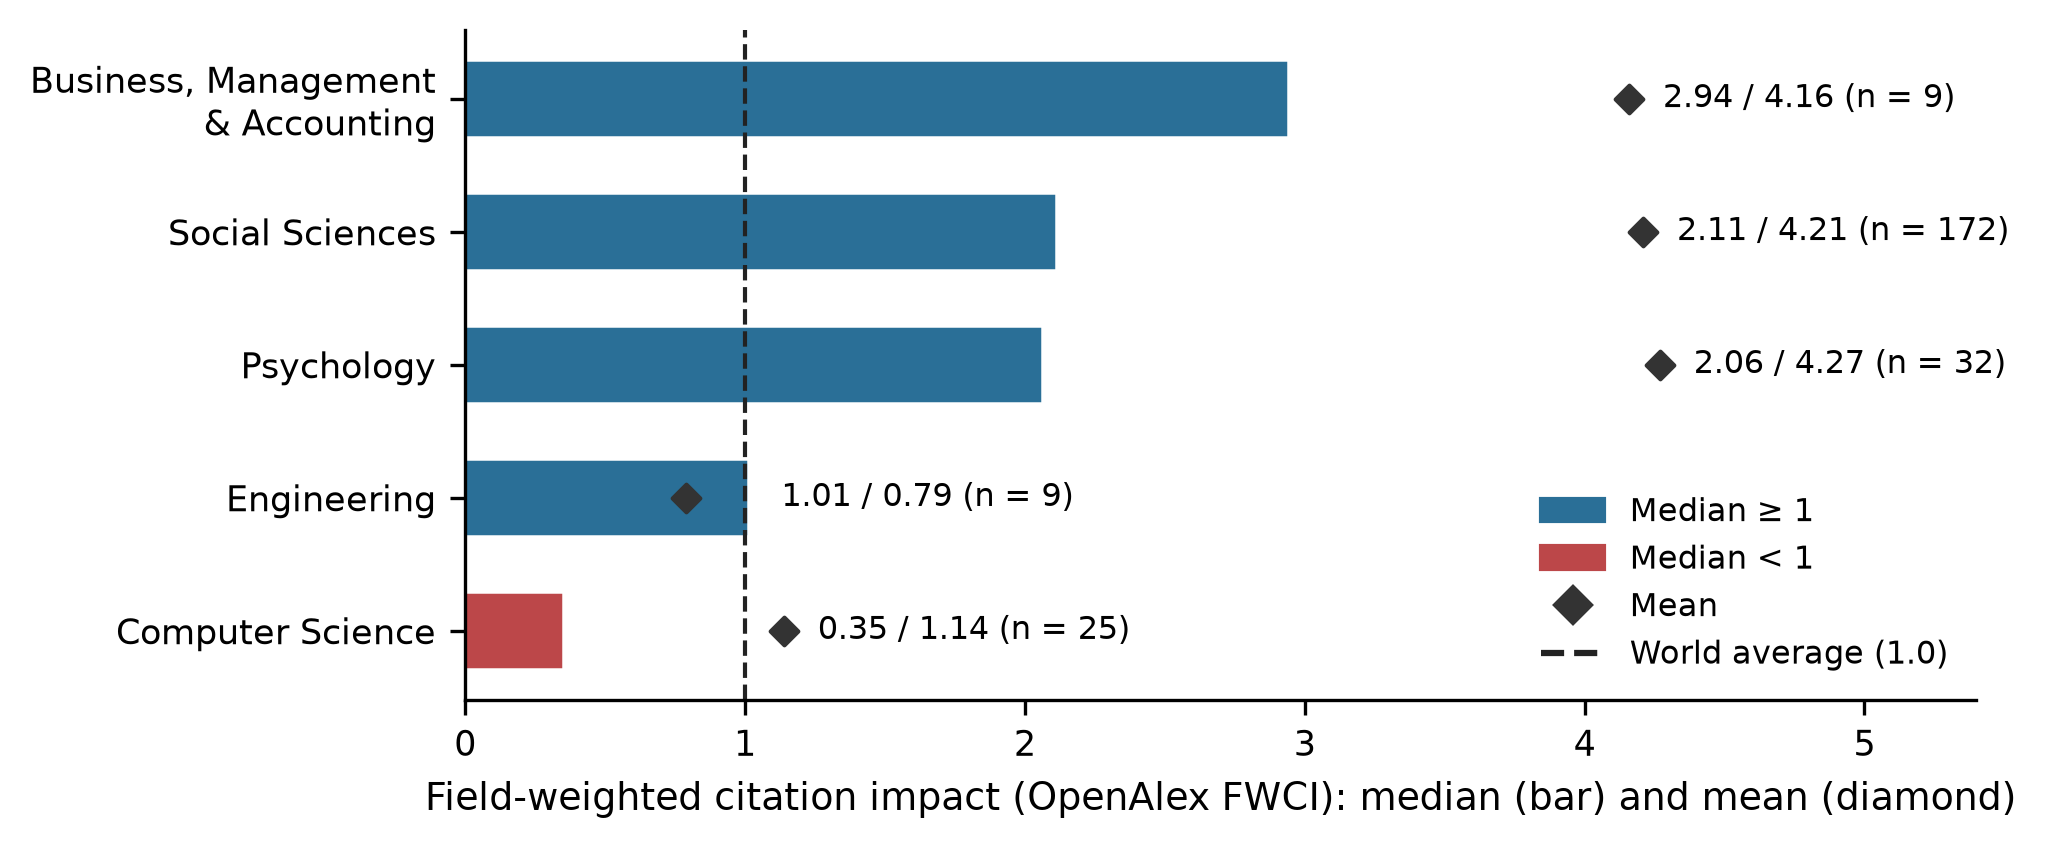 Business, Management
& Accounting
2.94 / 4.16 (n = 9)
Social Sciences
2.11 / 4.21 (n = 172)
Psychology
2.06 / 4.27 (n = 32)
Engineering
1.01 / 0.79 (n = 9)
Computer Science
0.35 / 1.14 (n = 25)
Median ≥ 1
Median < 1
Mean
World average (1.0)
0 1 2 3 4 5
Field-weighted citation impact (OpenAlex FWCI): median (bar) and mean (diamond)